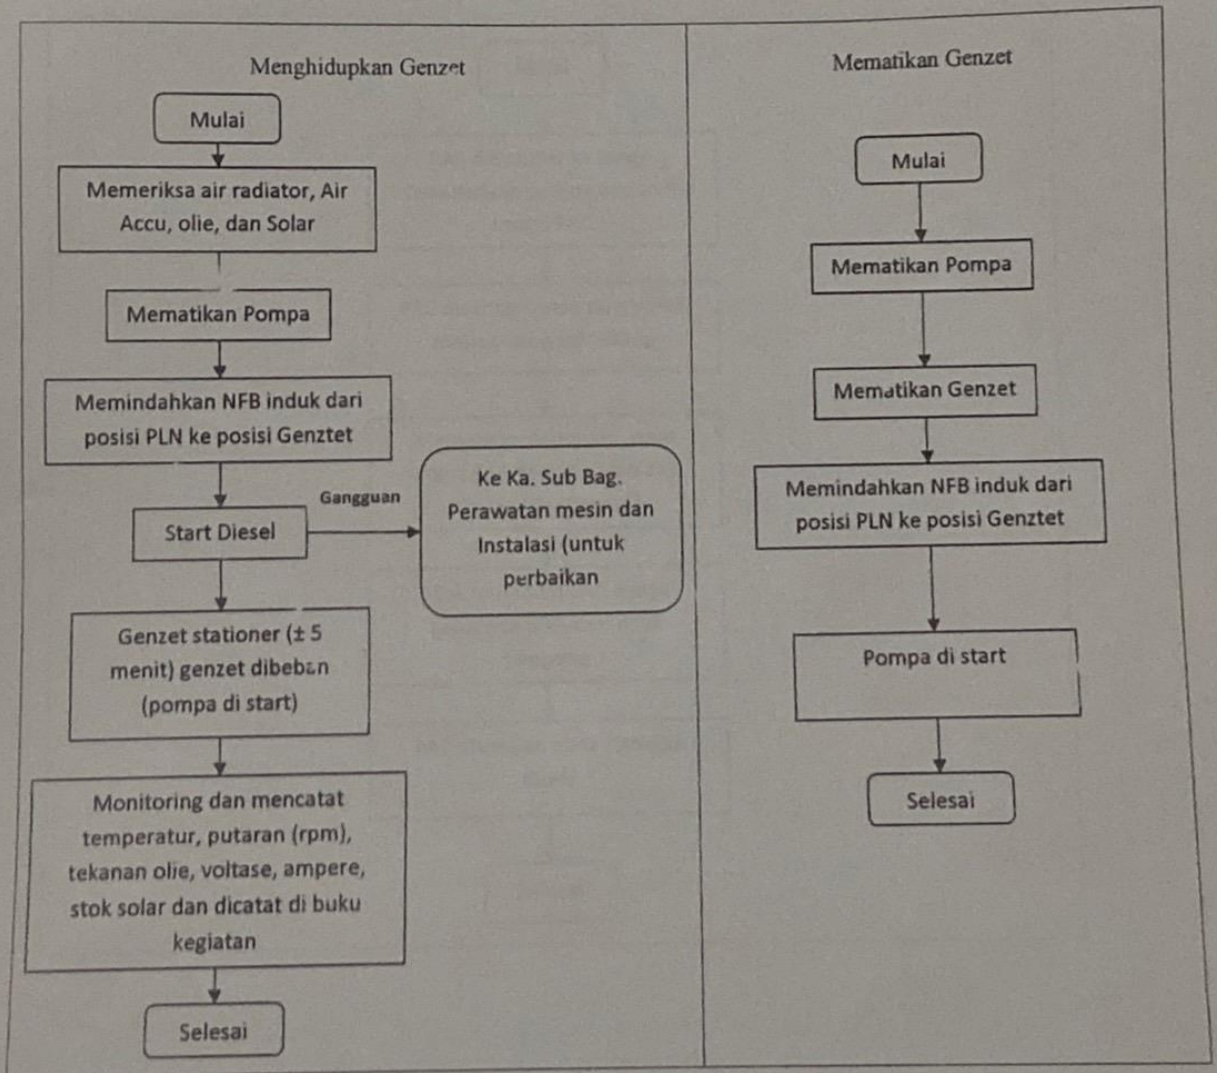 Menghidupkan Genzet
Mulai
Memeriksa air radiator, Air
Accu, olie, dan Solar
Mematikan Pompa
Memindahkan NFB induk dari
posisi PLN ke posisi Genztet
Start Diesel
Gangguan
Ke Ka. Sub Bag.
Perawatan mesin dan
Instalasi (untuk
perbaikan
Genzet stationer (± 5
menit) genzet dibeban
(pompa di start)
Monitoring dan mencatat
temperatur, putaran (rpm),
tekanan olie, voltase, ampere,
stok solar dan dicatat di buku
kegiatan
Selesai
Mematikan Genzet
Mulai
Mematikan Pompa
Mematikan Genzet
Memindahkan NFB induk dari
posisi PLN ke posisi Genztet
Pompa di start
Selesai